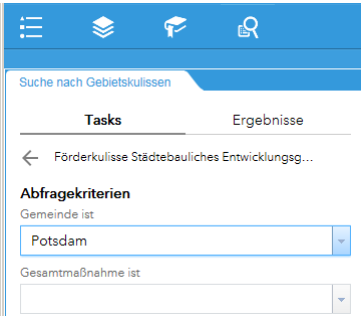 Suche nach Gebietskulissen
Tasks Ergebnisse
Förderkulisse Städtebauliches Entwicklungsg...
Abfragekriterien
Gemeinde ist
Potsdam
Gesamtmaßnahme ist